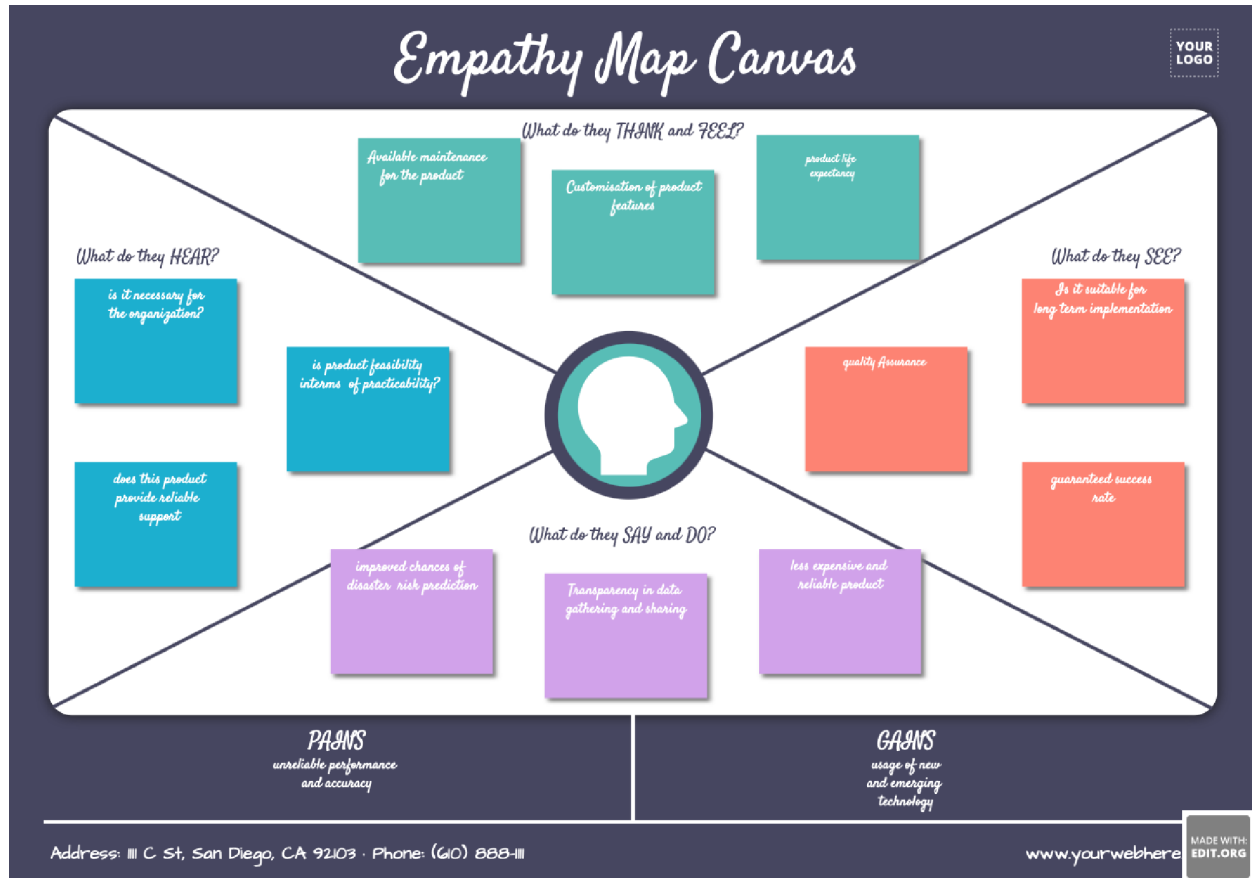 Empathy Map Canvas
YOUR
LOGO
What do they THINK and FEEL?
Available maintenance
for the product
Customisation of product
features
product life
expectancy
What do they HEAR?
is it necessary for
the organization?
is product feasibility
interms of practicability?
does this product
provide reliable
support
What do they SEE?
Is it suitable for
long term implementation
quality Assurance
guaranteed success
rate
What do they SAY and DO?
improved chances of
disaster risk prediction
Transparency in data
gathering and sharing
less expensive and
reliable product
PAINS
unreliable performance
and accuracy
GAINS
usage of new
and emerging
technology
Address: 1111 C St, San Diego, CA 92103 · Phone: (610) 888-1111
www.yourwebhere
MADE WITH:
EDIT.ORG